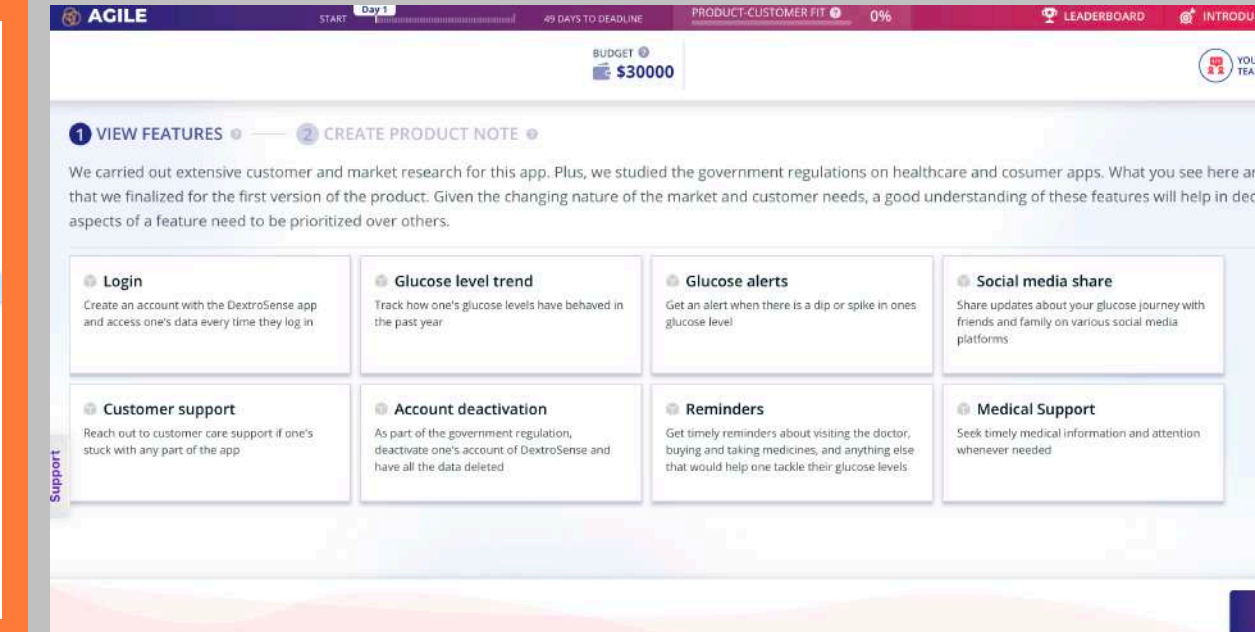 AGILE
START
Day 1
49 DAYS TO DEADLINE
PRODUCT-CUSTOMER FIT ?
0%
LEADERBOARD
INTRODU
BUDGET ?
$30000
YOU
TEA
1 VIEW FEATURES ?
2 CREATE PRODUCT NOTE ?
We carried out extensive customer and market research for this app. Plus, we studied the government regulations on healthcare and cosumer apps. What you see here ar
that we finalized for the first version of the product. Given the changing nature of the market and customer needs, a good understanding of these features will help in dec
aspects of a feature need to be prioritized over others.
Login
Create an account with the DextroSense app
and access one's data every time they log in
Glucose level trend
Track how one's glucose levels have behaved in
the past year
Glucose alerts
Get an alert when there is a dip or spike in ones
glucose level
Social media share
Share updates about your glucose journey with
friends and family on various social media
platforms
Customer support
Reach out to customer care support if one's
stuck with any part of the app
Account deactivation
As part of the government regulation,
deactivate one's account of DextroSense and
have all the data deleted
Reminders
Get timely reminders about visiting the doctor,
buying and taking medicines, and anything else
that would help one tackle their glucose levels
Medical Support
Seek timely medical information and attention
whenever needed
Support